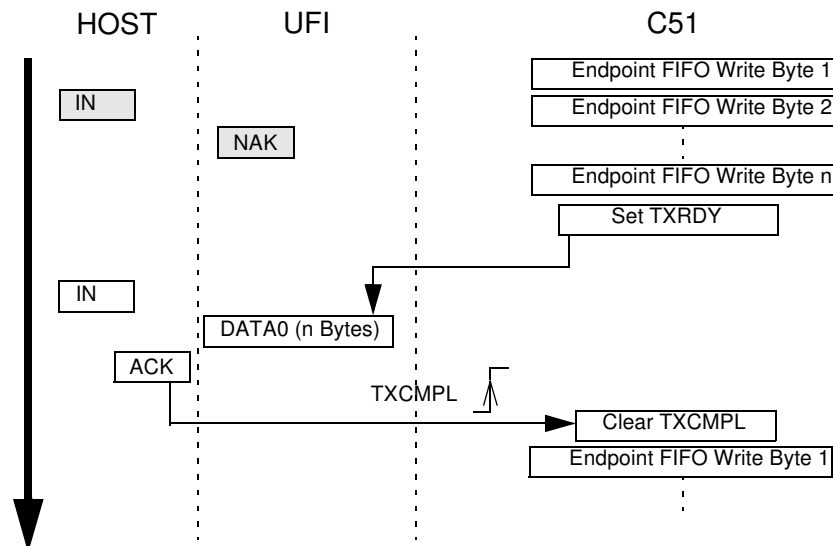 HOST UFI C51
Endpoint FIFO Write Byte 1
IN
Endpoint FIFO Write Byte 2
NAK
Endpoint FIFO Write Byte n
Set TXRDY
IN
DATA0 (n Bytes)
ACK
TXCMPL
Clear TXCMPL
Endpoint FIFO Write Byte 1